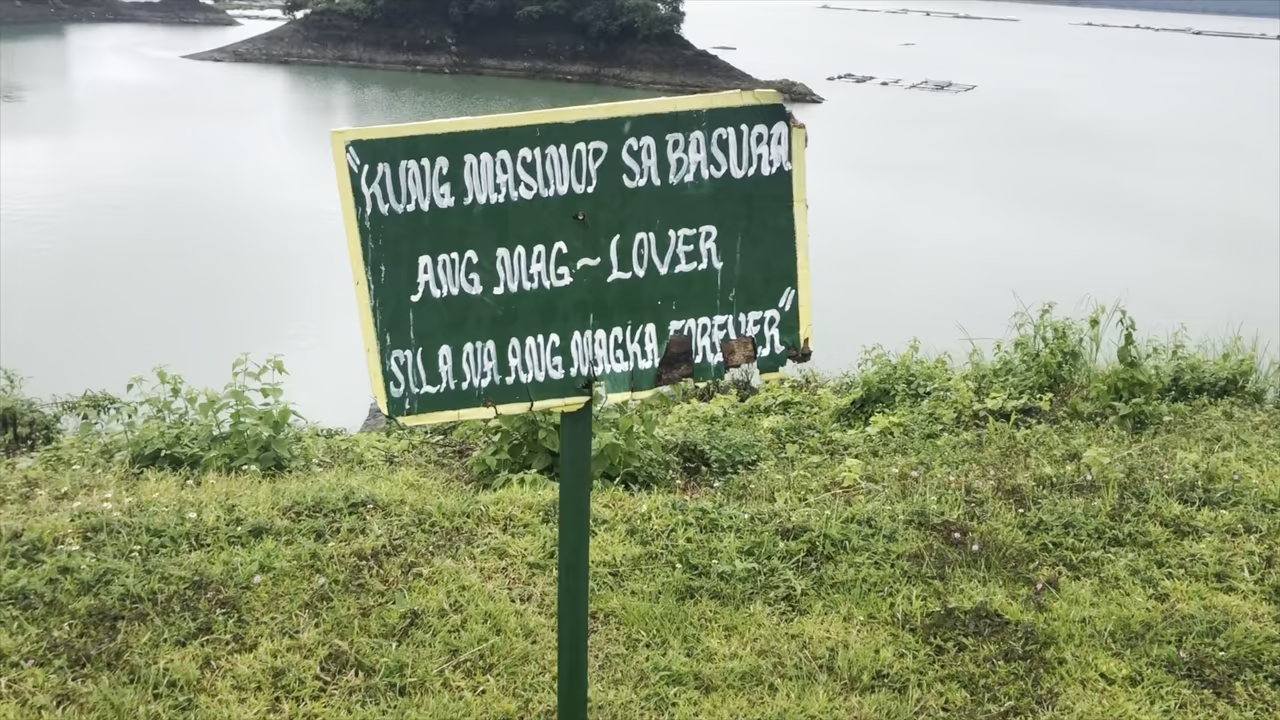 "KUNG MASINOP SA BASURA
ANG MAG~LOVER
SILA NA ANG MAGKA FOREVER"